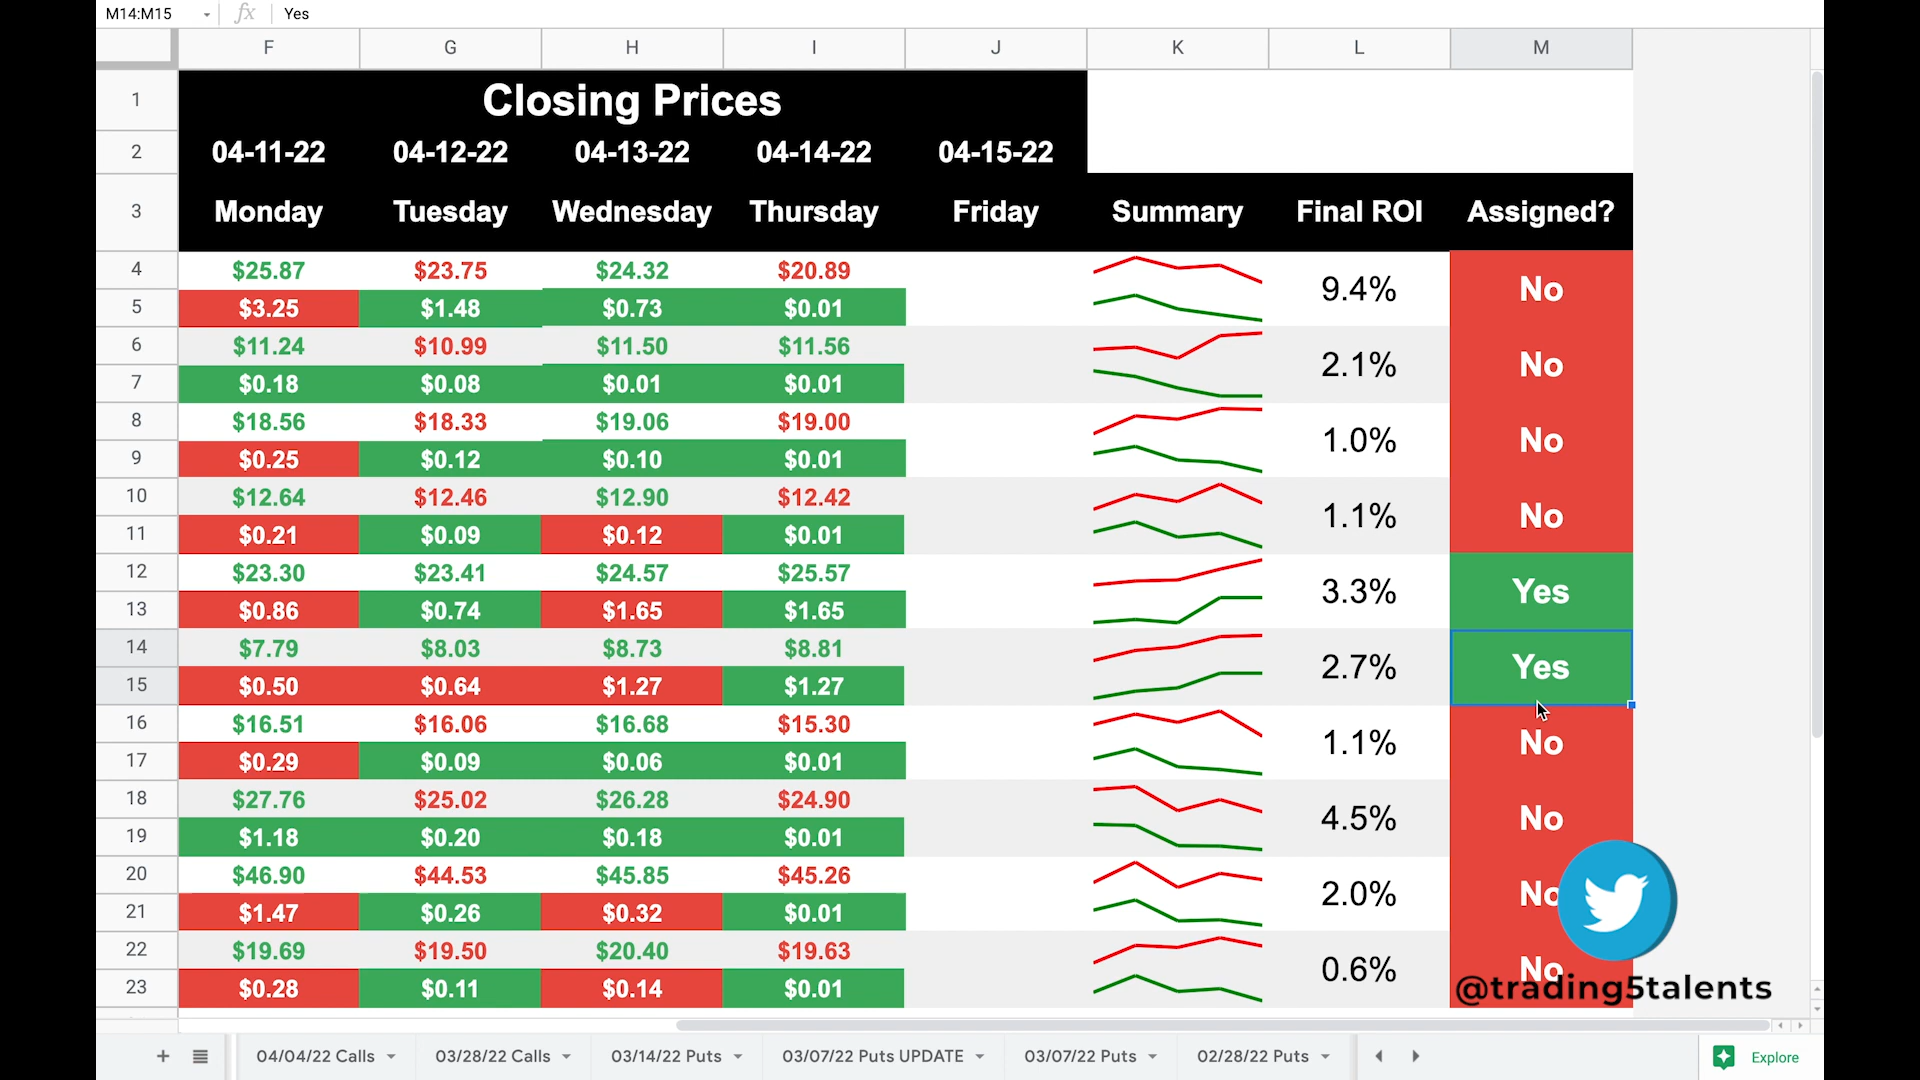 M14:M15 fx Yes
F G H I J K L M
1 Closing Prices
2 04-11-22 04-12-22 04-13-22 04-14-22 04-15-22
3 Monday Tuesday Wednesday Thursday Friday Summary Final ROI Assigned?
4 $25.87 $23.75 $24.32 $20.89
9.4% No
5 $3.25 $1.48 $0.73 $0.01
6 $11.24 $10.99 $11.50 $11.56
2.1% No
7 $0.18 $0.08 $0.01 $0.01
8 $18.56 $18.33 $19.06 $19.00
1.0% No
9 $0.25 $0.12 $0.10 $0.01
10 $12.64 $12.46 $12.90 $12.42
1.1% No
11 $0.21 $0.09 $0.12 $0.01
12 $23.30 $23.41 $24.57 $25.57
3.3% Yes
13 $0.86 $0.74 $1.65 $1.65
14 $7.79 $8.03 $8.73 $8.81
2.7% Yes
15 $0.50 $0.64 $1.27 $1.27
16 $16.51 $16.06 $16.68 $15.30
1.1% No
17 $0.29 $0.09 $0.06 $0.01
18 $27.76 $25.02 $26.28 $24.90
4.5% No
19 $1.18 $0.20 $0.18 $0.01
20 $46.90 $44.53 $45.85 $45.26
2.0% No
21 $1.47 $0.26 $0.32 $0.01
22 $19.69 $19.50 $20.40 $19.63
0.6% No
23 $0.28 $0.11 $0.14 $0.01
@trading5talents
04/04/22 Calls 03/28/22 Calls 03/14/22 Puts 03/07/22 Puts UPDATE 03/07/22 Puts 02/28/22 Puts Explore